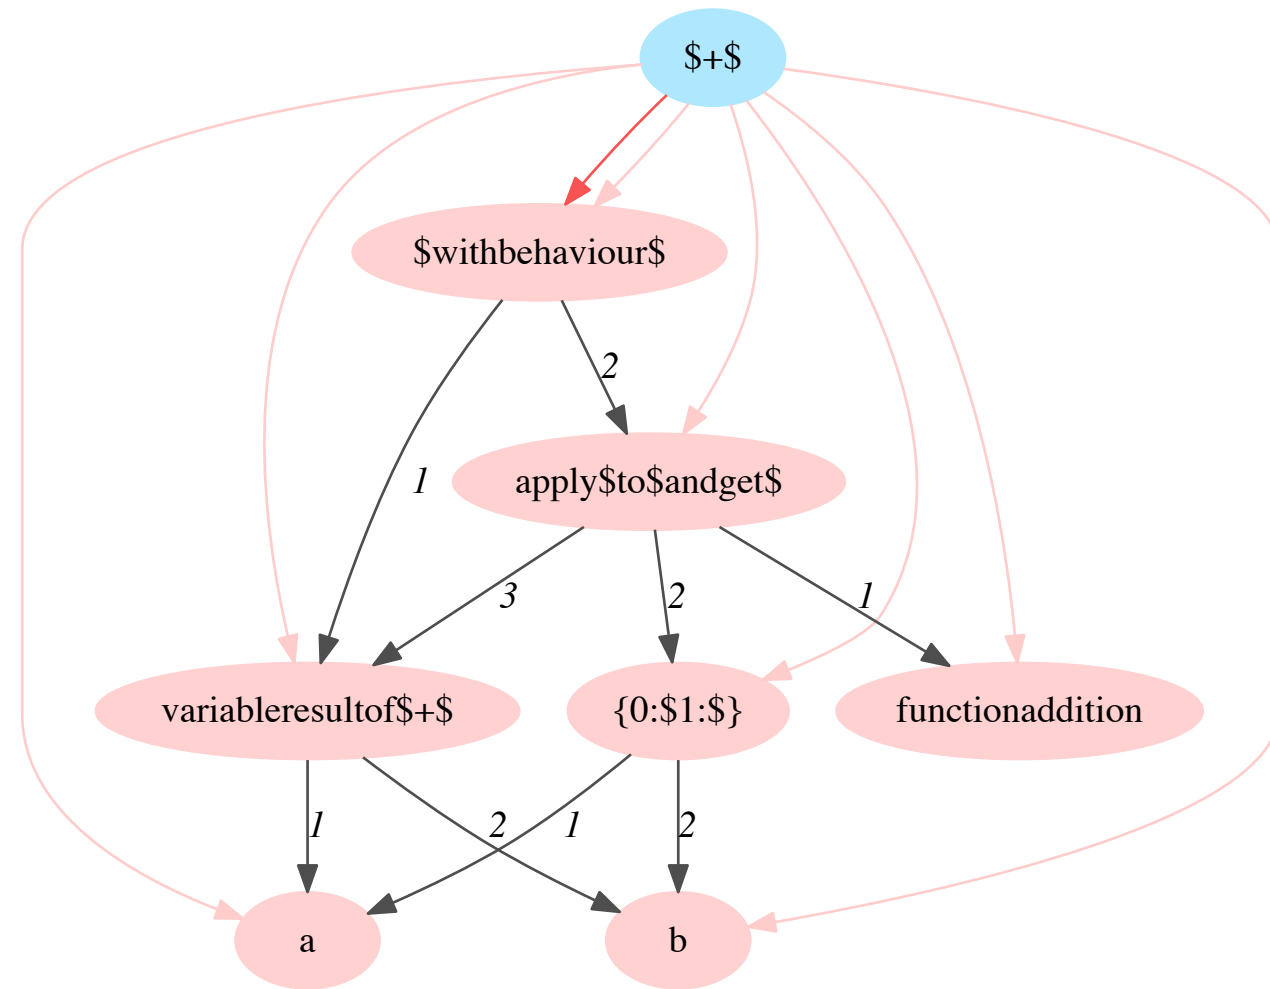 $+$
$withbehaviour$
2
1
apply$to$andget$
3
2
1
variableresultof$+$
{0:$1:$}
functionaddition
1
2
1
2
a
b